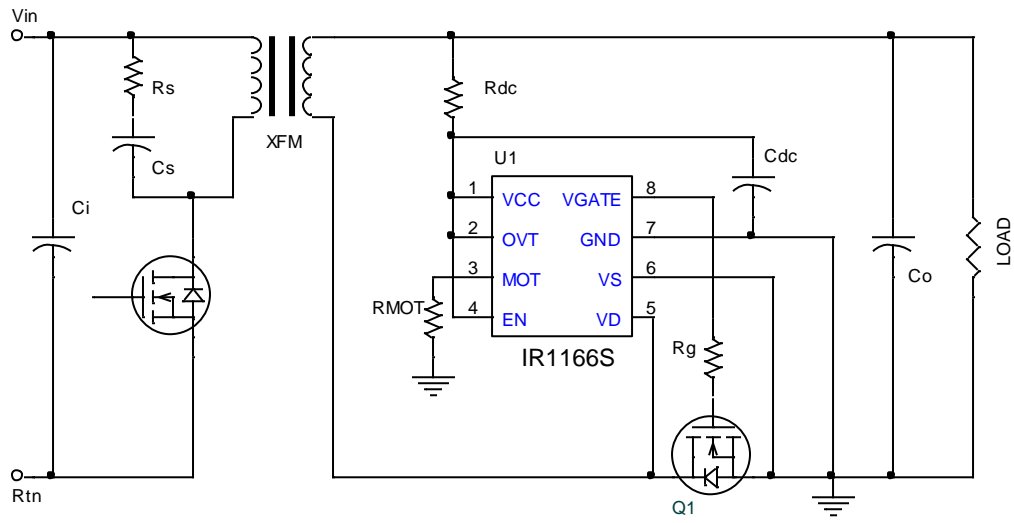 Vin
Rs
Cs
Ci
Rtn
XFM
Rdc
Cdc
U1
1 VCC VGATE 8
2 OVT GND 7
3 MOT VS 6
4 EN VD 5
IR1166S
RMOT
Rg
Q1
Co
LOAD